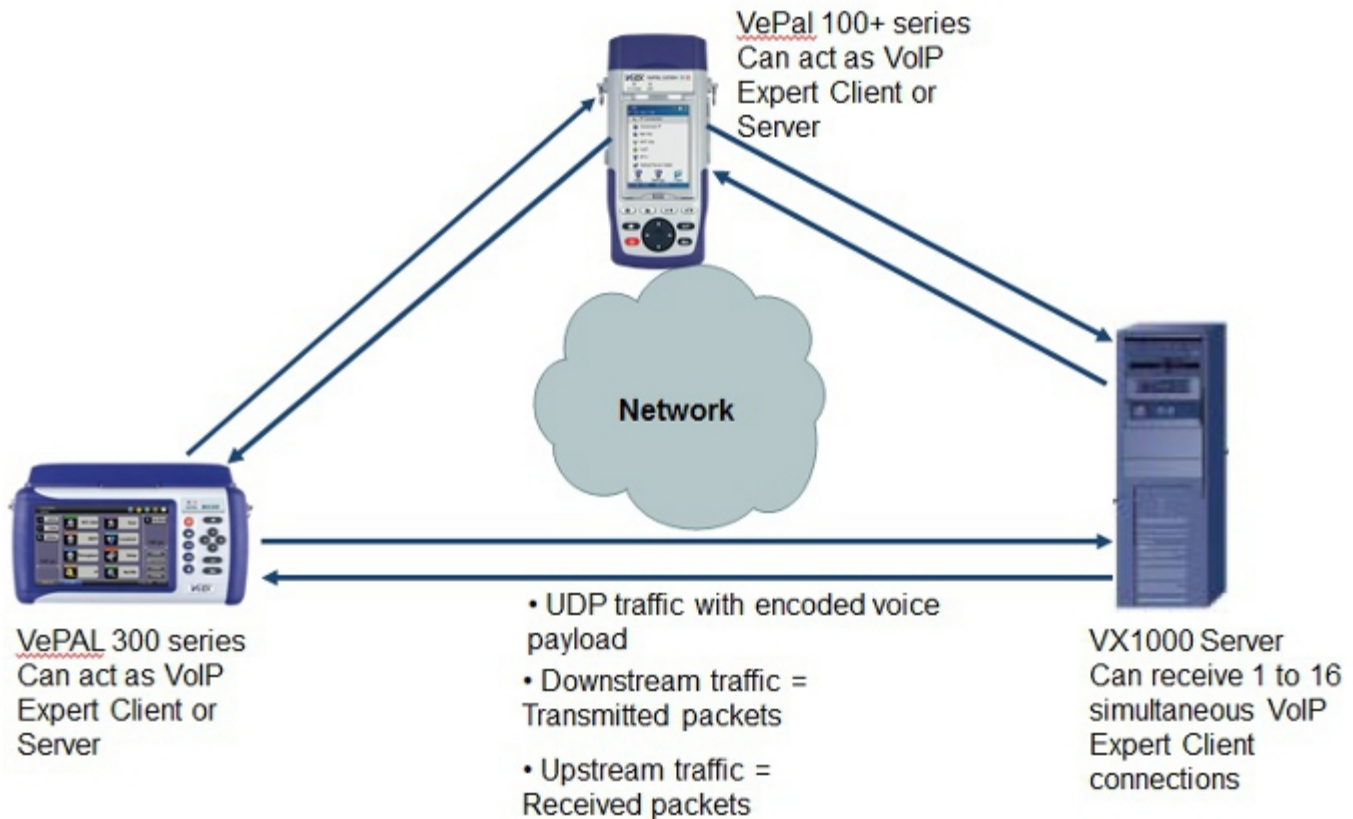 VePal 100+ series
Can act as VoIP
Expert Client or
Server
Network
VePAL 300 series
Can act as VoIP
Expert Client or
Server
• UDP traffic with encoded voice
payload
• Downstream traffic =
Transmitted packets
• Upstream traffic =
Received packets
VX1000 Server
Can receive 1 to 16
simultaneous VoIP
Expert Client
connections